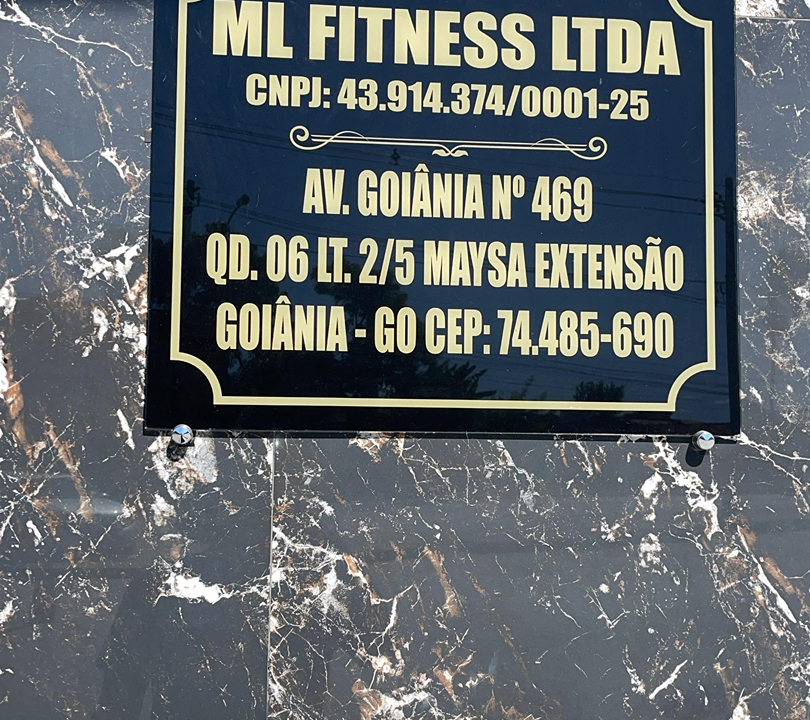 ML FITNESS LTDA
CNPJ: 43.914.374/0001-25
AV. GOIÂNIA Nº 469
QD. 06 LT. 2/5 MAYSA EXTENSÃO
GOIÂNIA - GO CEP: 74.485-690